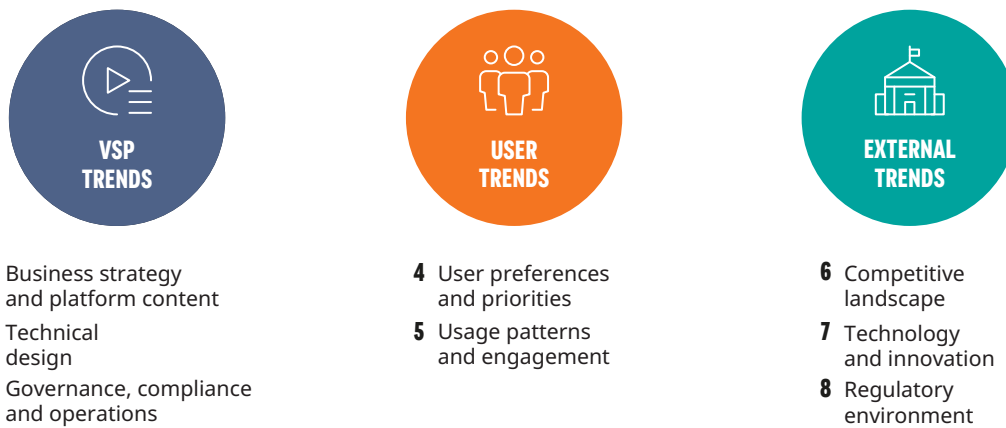 VSP
TRENDS
Business strategy
and platform content
Technical
design
Governance, compliance
and operations
USER
TRENDS
4 User preferences
and priorities
5 Usage patterns
and engagement
EXTERNAL
TRENDS
6 Competitive
landscape
7 Technology
and innovation
8 Regulatory
environment